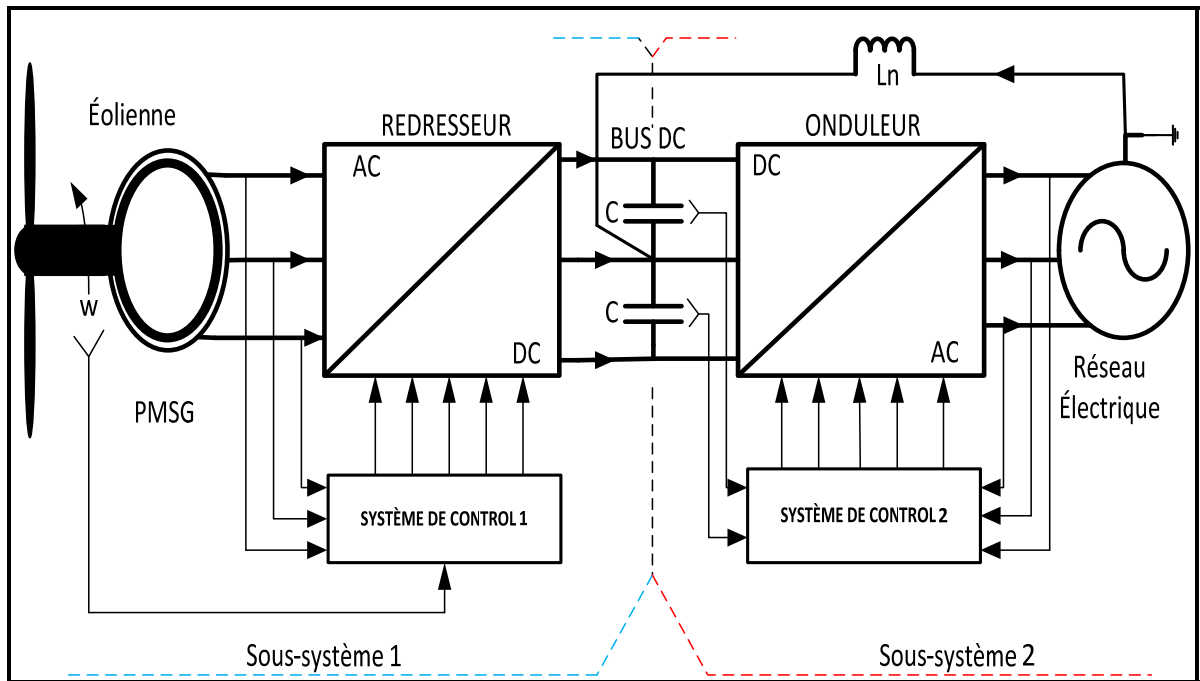 Ln
Éolienne
REDRESSEUR
BUS DC
ONDULEUR
AC
DC
C
W
C
DC
AC
PMSG
Réseau
Électrique
SYSTÈME DE CONTROL 1
SYSTÈME DE CONTROL 2
Sous-système 1
Sous-système 2